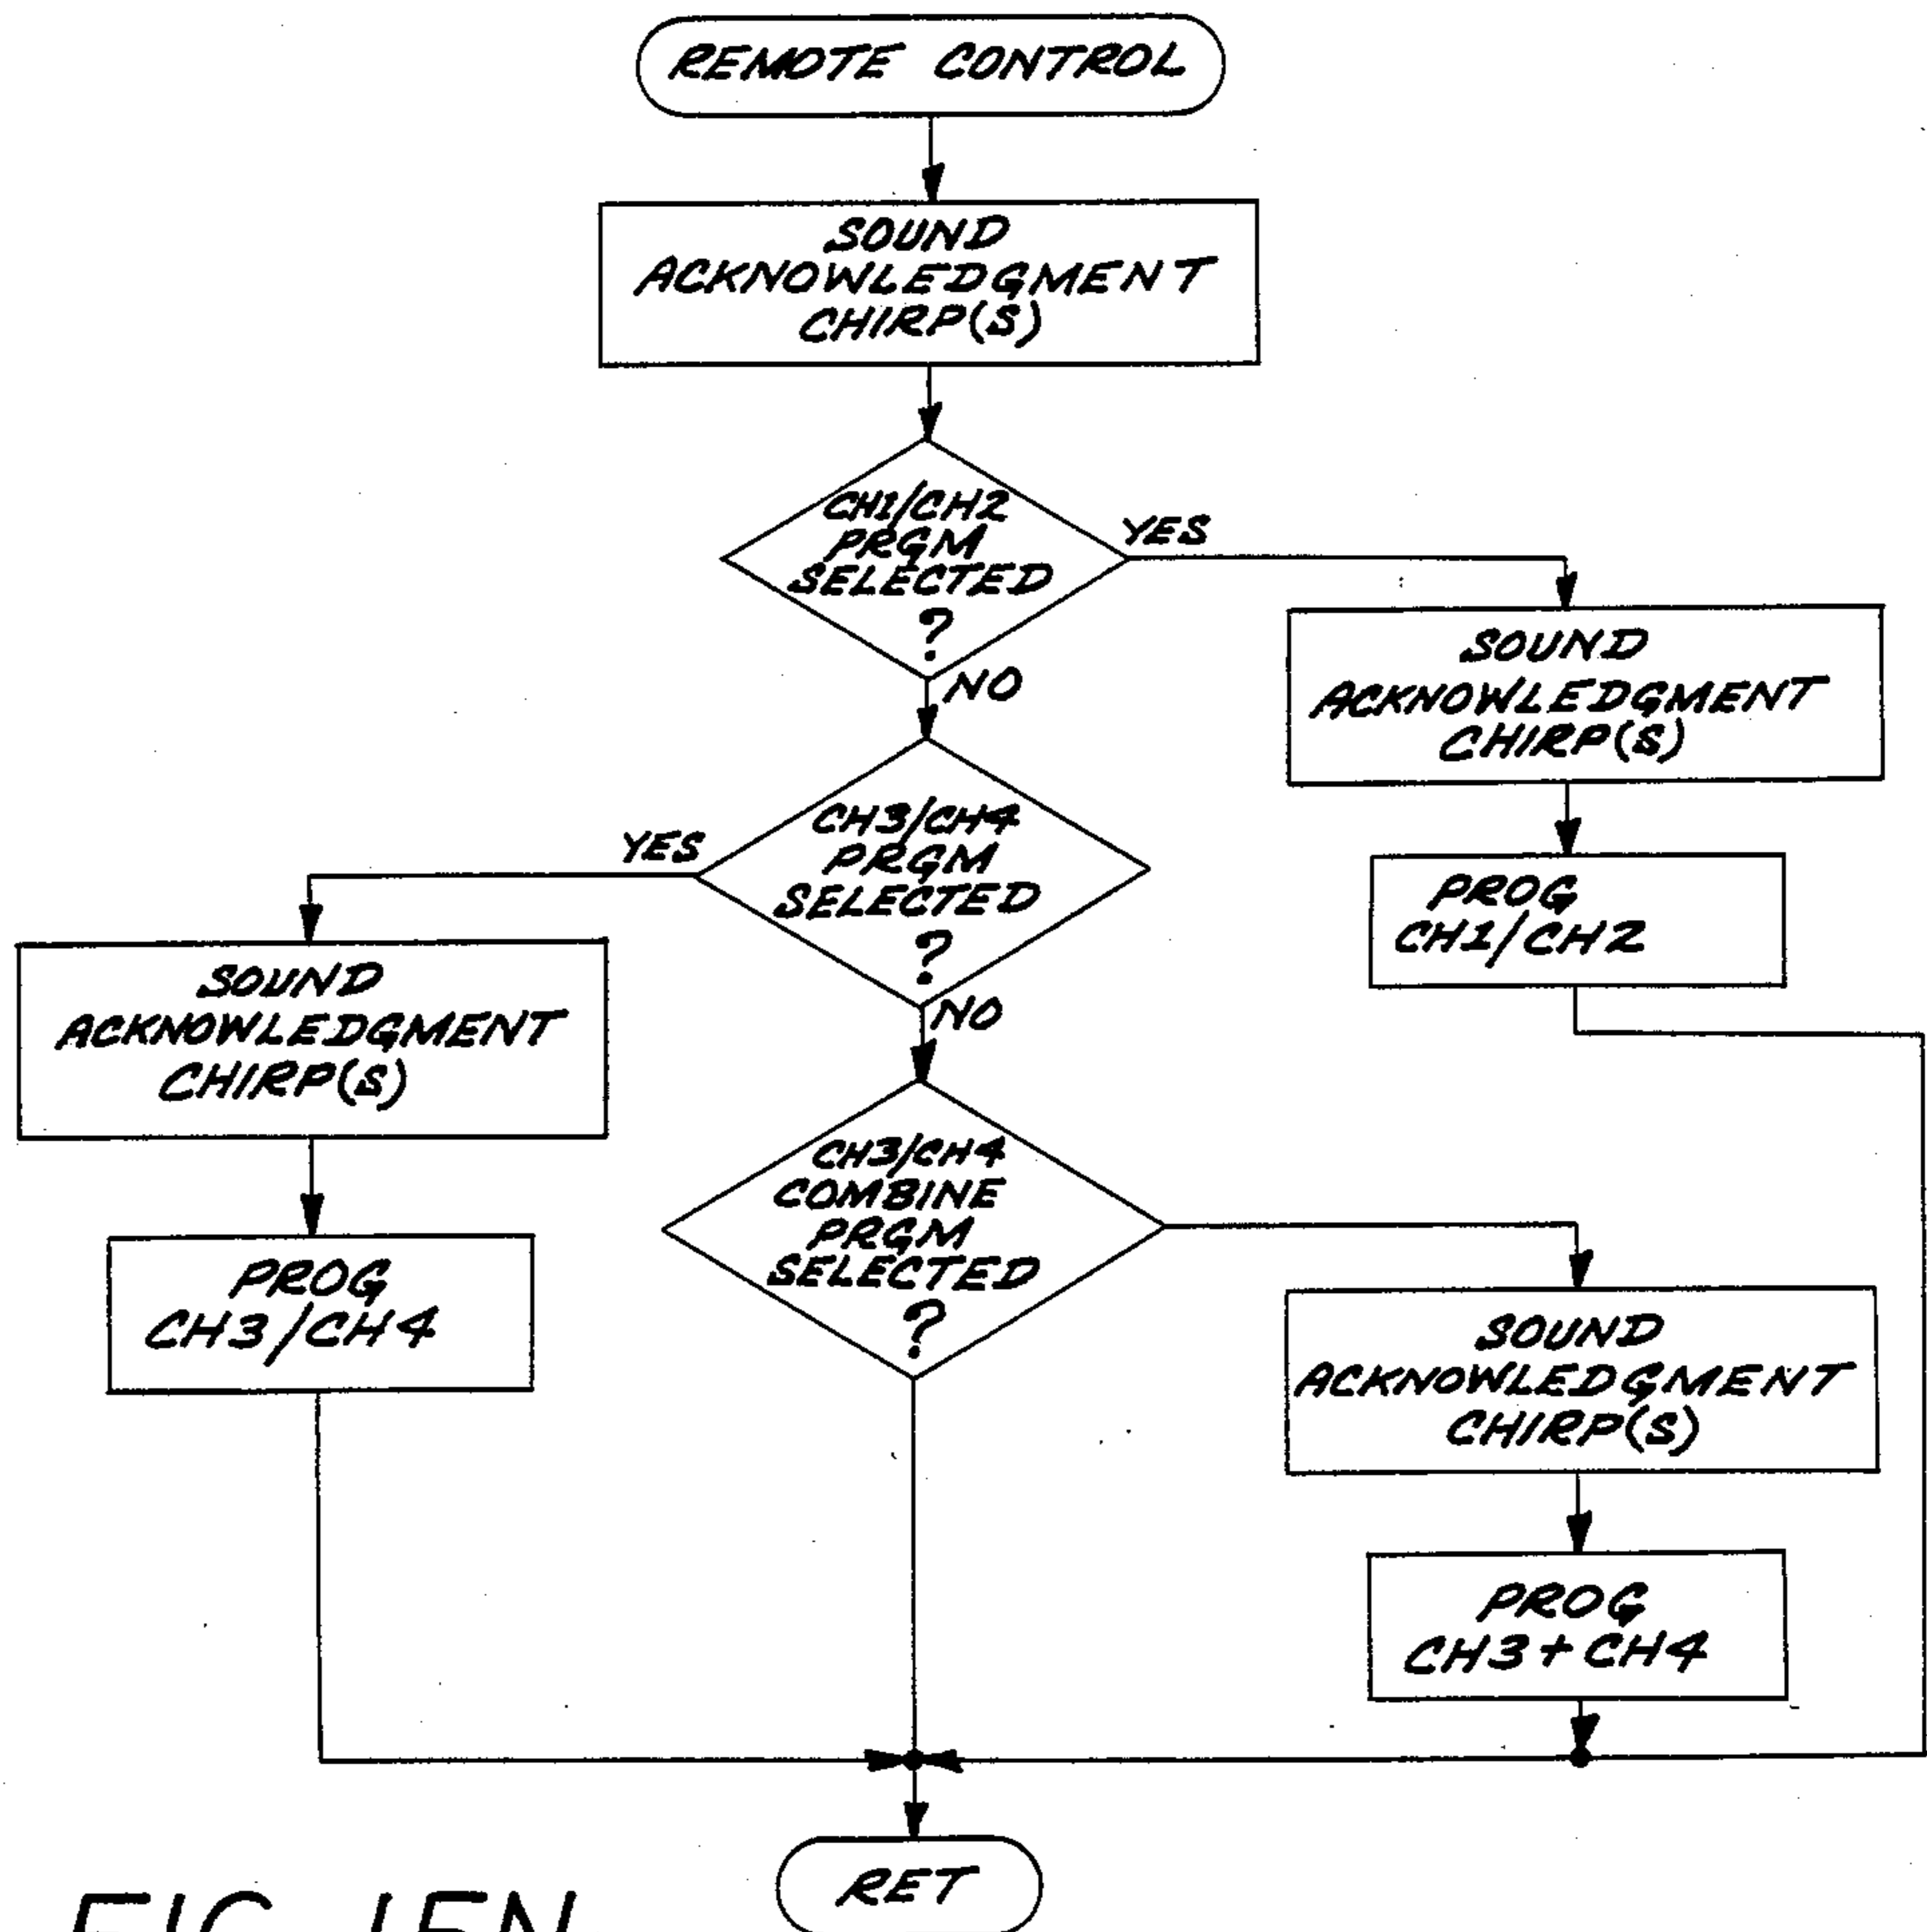 REMOTE CONTROL
SOUND
ACKNOWLEDGMENT
CHIRP(S)
CH1/CH2
PRGM
SELECTED
?
YES
NO
SOUND
ACKNOWLEDGMENT
CHIRP(S)
PROG
CH1/CH2
CH3/CH4
PRGM
SELECTED
?
YES
NO
SOUND
ACKNOWLEDGMENT
CHIRP(S)
PROG
CH3/CH4
CH3/CH4
COMBINE
PRGM
SELECTED
?
SOUND
ACKNOWLEDGMENT
CHIRP(S)
PROG
CH3+CH4
RET
FIG. 15N